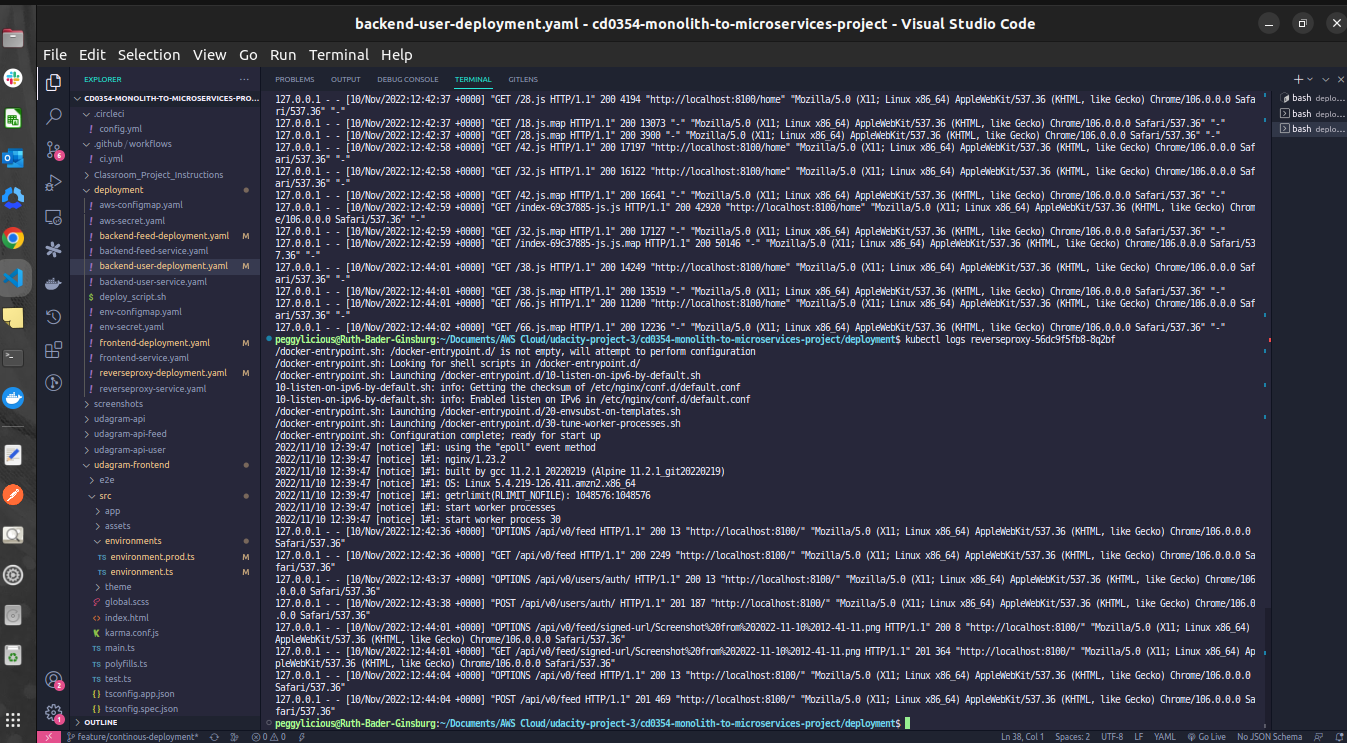 backend-user-deployment.yaml - cd0354-monolith-to-microservices-project - Visual Studio Code
File Edit Selection View Go Run Terminal Help
EXPLORER
CD0354-MONOLITH-TO-MICROSERVICES-PRO...
.circleci
config.yml
.github / workflows
ci.yml
Classroom_Project_Instructions
deployment
aws-configmap.yaml
aws-secret.yaml
backend-feed-deployment.yaml M
backend-feed-service.yaml
backend-user-deployment.yaml M
backend-user-service.yaml
deploy_script.sh
env-configmap.yaml
env-secret.yaml
frontend-deployment.yaml M
frontend-service.yaml
reverseproxy-deployment.yaml M
reverseproxy-service.yaml
screenshots
udagram-api
udagram-api-feed
udagram-api-user
udagram-frontend
e2e
src
app
assets
environments
TS environment.prod.ts M
TS environment.ts M
theme
global.scss
index.html
karma.conf.js
TS main.ts
TS polyfills.ts
TS test.ts
tsconfig.app.json
tsconfig.spec.json
OUTLINE
PROBLEMS OUTPUT DEBUG CONSOLE TERMINAL GITLENS
127.0.0.1 - - [10/Nov/2022:12:42:37 +0000] "GET /28.js HTTP/1.1" 200 4194 "http://localhost:8100/home" "Mozilla/5.0 (X11; Linux x86_64) AppleWebKit/537.36 (KHTML, like Gecko) Chrome/106.0.0.0 Safa
ri/537.36" "-"
127.0.0.1 - - [10/Nov/2022:12:42:37 +0000] "GET /18.js.map HTTP/1.1" 200 13073 "-" "Mozilla/5.0 (X11; Linux x86_64) AppleWebKit/537.36 (KHTML, like Gecko) Chrome/106.0.0.0 Safari/537.36" "-"
127.0.0.1 - - [10/Nov/2022:12:42:37 +0000] "GET /28.js.map HTTP/1.1" 200 3900 "-" "Mozilla/5.0 (X11; Linux x86_64) AppleWebKit/537.36 (KHTML, like Gecko) Chrome/106.0.0.0 Safari/537.36" "-"
127.0.0.1 - - [10/Nov/2022:12:42:58 +0000] "GET /42.js HTTP/1.1" 200 17197 "http://localhost:8100/home" "Mozilla/5.0 (X11; Linux x86_64) AppleWebKit/537.36 (KHTML, like Gecko) Chrome/106.0.0.0 Saf
ari/537.36" "-"
127.0.0.1 - - [10/Nov/2022:12:42:58 +0000] "GET /32.js HTTP/1.1" 200 16122 "http://localhost:8100/home" "Mozilla/5.0 (X11; Linux x86_64) AppleWebKit/537.36 (KHTML, like Gecko) Chrome/106.0.0.0 Saf
ari/537.36" "-"
127.0.0.1 - - [10/Nov/2022:12:42:58 +0000] "GET /42.js.map HTTP/1.1" 200 16641 "-" "Mozilla/5.0 (X11; Linux x86_64) AppleWebKit/537.36 (KHTML, like Gecko) Chrome/106.0.0.0 Safari/537.36" "-"
127.0.0.1 - - [10/Nov/2022:12:42:59 +0000] "GET /index-69c37885-js.js HTTP/1.1" 200 42920 "http://localhost:8100/home" "Mozilla/5.0 (X11; Linux x86_64) AppleWebKit/537.36 (KHTML, like Gecko) Chrom
e/106.0.0.0 Safari/537.36" "-"
127.0.0.1 - - [10/Nov/2022:12:42:59 +0000] "GET /32.js.map HTTP/1.1" 200 17127 "-" "Mozilla/5.0 (X11; Linux x86_64) AppleWebKit/537.36 (KHTML, like Gecko) Chrome/106.0.0.0 Safari/537.36" "-"
127.0.0.1 - - [10/Nov/2022:12:42:59 +0000] "GET /index-69c37885-js.js.map HTTP/1.1" 200 50146 "-" "Mozilla/5.0 (X11; Linux x86_64) AppleWebKit/537.36 (KHTML, like Gecko) Chrome/106.0.0.0 Safari/53
7.36" "-"
127.0.0.1 - - [10/Nov/2022:12:44:01 +0000] "GET /38.js HTTP/1.1" 200 14249 "http://localhost:8100/home" "Mozilla/5.0 (X11; Linux x86_64) AppleWebKit/537.36 (KHTML, like Gecko) Chrome/106.0.0.0 Saf
ari/537.36" "-"
127.0.0.1 - - [10/Nov/2022:12:44:01 +0000] "GET /38.js.map HTTP/1.1" 200 13519 "-" "Mozilla/5.0 (X11; Linux x86_64) AppleWebKit/537.36 (KHTML, like Gecko) Chrome/106.0.0.0 Safari/537.36" "-"
127.0.0.1 - - [10/Nov/2022:12:44:01 +0000] "GET /66.js HTTP/1.1" 200 11200 "http://localhost:8100/home" "Mozilla/5.0 (X11; Linux x86_64) AppleWebKit/537.36 (KHTML, like Gecko) Chrome/106.0.0.0 Saf
ari/537.36" "-"
127.0.0.1 - - [10/Nov/2022:12:44:02 +0000] "GET /66.js.map HTTP/1.1" 200 12236 "-" "Mozilla/5.0 (X11; Linux x86_64) AppleWebKit/537.36 (KHTML, like Gecko) Chrome/106.0.0.0 Safari/537.36" "-"
peggylicious@Ruth-Bader-Ginsburg:~/Documents/AWS Cloud/udacity-project-3/cd0354-monolith-to-microservices-project/deployment$ kubectl logs reverseproxy-56dc9f5fb8-8q2bf
/docker-entrypoint.sh: /docker-entrypoint.d/ is not empty, will attempt to perform configuration
/docker-entrypoint.sh: Looking for shell scripts in /docker-entrypoint.d/
/docker-entrypoint.sh: Launching /docker-entrypoint.d/10-listen-on-ipv6-by-default.sh
10-listen-on-ipv6-by-default.sh: info: Getting the checksum of /etc/nginx/conf.d/default.conf
10-listen-on-ipv6-by-default.sh: info: Enabled listen on IPv6 in /etc/nginx/conf.d/default.conf
/docker-entrypoint.sh: Launching /docker-entrypoint.d/20-envsubst-on-templates.sh
/docker-entrypoint.sh: Launching /docker-entrypoint.d/30-tune-worker-processes.sh
/docker-entrypoint.sh: Configuration complete; ready for start up
2022/11/10 12:39:47 [notice] 1#1: using the "epoll" event method
2022/11/10 12:39:47 [notice] 1#1: nginx/1.23.2
2022/11/10 12:39:47 [notice] 1#1: built by gcc 11.2.1 20220219 (Alpine 11.2.1_git20220219)
2022/11/10 12:39:47 [notice] 1#1: OS: Linux 5.4.219-126.411.amzn2.x86_64
2022/11/10 12:39:47 [notice] 1#1: getrlimit(RLIMIT_NOFILE): 1048576:1048576
2022/11/10 12:39:47 [notice] 1#1: start worker processes
2022/11/10 12:39:47 [notice] 1#1: start worker process 30
127.0.0.1 - - [10/Nov/2022:12:42:36 +0000] "OPTIONS /api/v0/feed HTTP/1.1" 200 13 "http://localhost:8100/" "Mozilla/5.0 (X11; Linux x86_64) AppleWebKit/537.36 (KHTML, like Gecko) Chrome/106.0.0.0
Safari/537.36"
127.0.0.1 - - [10/Nov/2022:12:42:36 +0000] "GET /api/v0/feed HTTP/1.1" 200 2249 "http://localhost:8100/" "Mozilla/5.0 (X11; Linux x86_64) AppleWebKit/537.36 (KHTML, like Gecko) Chrome/106.0.0.0 Sa
fari/537.36"
127.0.0.1 - - [10/Nov/2022:12:43:37 +0000] "OPTIONS /api/v0/users/auth/ HTTP/1.1" 200 13 "http://localhost:8100/" "Mozilla/5.0 (X11; Linux x86_64) AppleWebKit/537.36 (KHTML, like Gecko) Chrome/106
.0.0.0 Safari/537.36"
127.0.0.1 - - [10/Nov/2022:12:43:38 +0000] "POST /api/v0/users/auth/ HTTP/1.1" 201 187 "http://localhost:8100/" "Mozilla/5.0 (X11; Linux x86_64) AppleWebKit/537.36 (KHTML, like Gecko) Chrome/106.0
.0.0 Safari/537.36"
127.0.0.1 - - [10/Nov/2022:12:44:01 +0000] "OPTIONS /api/v0/feed/signed-url/Screenshot%20from%202022-11-10%2012-41-11.png HTTP/1.1" 200 8 "http://localhost:8100/" "Mozilla/5.0 (X11; Linux x86_64)
AppleWebKit/537.36 (KHTML, like Gecko) Chrome/106.0.0.0 Safari/537.36"
127.0.0.1 - - [10/Nov/2022:12:44:01 +0000] "GET /api/v0/feed/signed-url/Screenshot%20from%202022-11-10%2012-41-11.png HTTP/1.1" 201 364 "http://localhost:8100/" "Mozilla/5.0 (X11; Linux x86_64) Ap
pleWebKit/537.36 (KHTML, like Gecko) Chrome/106.0.0.0 Safari/537.36"
127.0.0.1 - - [10/Nov/2022:12:44:04 +0000] "OPTIONS /api/v0/feed HTTP/1.1" 200 13 "http://localhost:8100/" "Mozilla/5.0 (X11; Linux x86_64) AppleWebKit/537.36 (KHTML, like Gecko) Chrome/106.0.0.0
Safari/537.36"
127.0.0.1 - - [10/Nov/2022:12:44:04 +0000] "POST /api/v0/feed HTTP/1.1" 201 469 "http://localhost:8100/" "Mozilla/5.0 (X11; Linux x86_64) AppleWebKit/537.36 (KHTML, like Gecko) Chrome/106.0.0.0 Sa
fari/537.36"
peggylicious@Ruth-Bader-Ginsburg:~/Documents/AWS Cloud/udacity-project-3/cd0354-monolith-to-microservices-project/deployment$
bash deplo...
bash deplo...
bash deplo...
6
2
1
feature/continous-deployment* 0 0 Ln 38, Col 1 Spaces: 2 UTF-8 LF YAML Go Live No JSON Schema